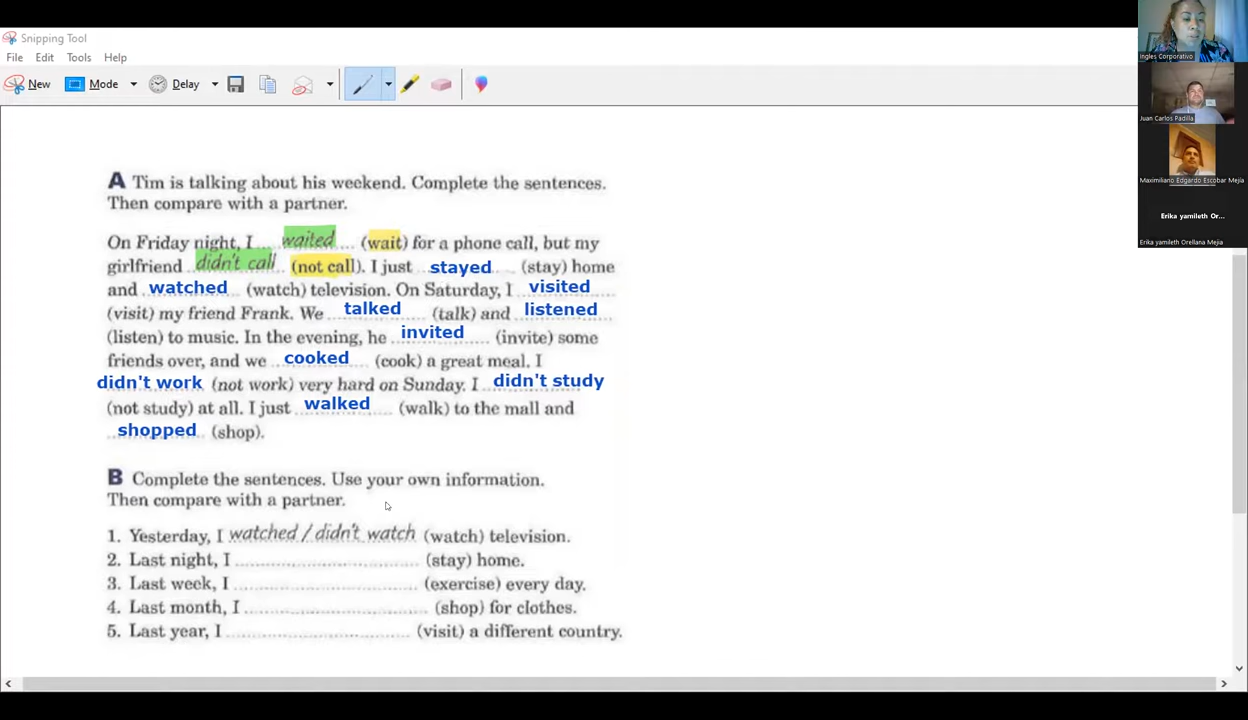 Snipping Tool
File Edit Tools Help
New Mode Delay
Ingles Corporativo
Juan Carlos Padilla
Maximiliano Edgardo Escobar Mejía
Erika yamileth Or...
Erika yamileth Orellana Mejia
A Tim is talking about his weekend. Complete the sentences.
Then compare with a partner.
On Friday night, I waited (wait) for a phone call, but my
girlfriend didn't call (not call). I just stayed (stay) home
and watched (watch) television. On Saturday, I visited
(visit) my friend Frank. We talked (talk) and listened
(listen) to music. In the evening, he invited (invite) some
friends over, and we cooked (cook) a great meal. I
didn't work (not work) very hard on Sunday. I didn't study
(not study) at all. I just walked (walk) to the mall and
shopped (shop).
B Complete the sentences. Use your own information.
Then compare with a partner.
1. Yesterday, I watched / didn't watch (watch) television.
2. Last night, I (stay) home.
3. Last week, I (exercise) every day.
4. Last month, I (shop) for clothes.
5. Last year, I (visit) a different country.